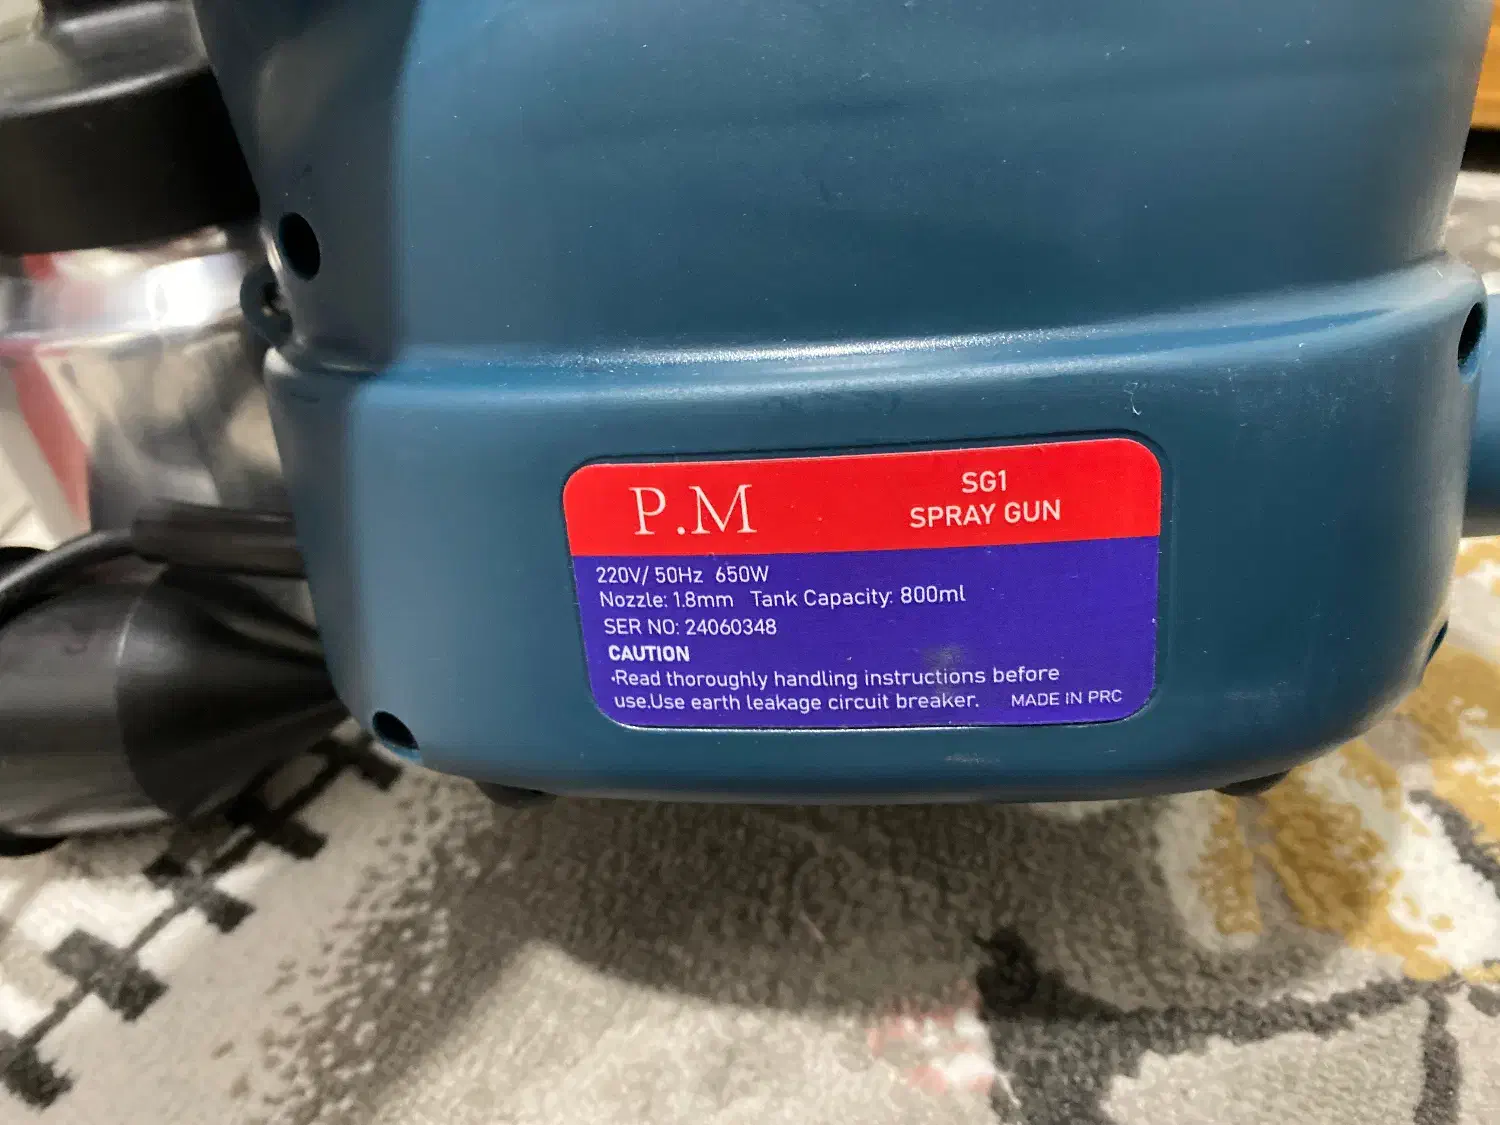 P.M
SG1
SPRAY GUN
220V/ 50Hz 650W
Nozzle: 1.8mm Tank Capacity: 800ml
SER NO: 24060348
CAUTION
·Read thoroughly handling instructions before
use.Use earth leakage circuit breaker. MADE IN PRC